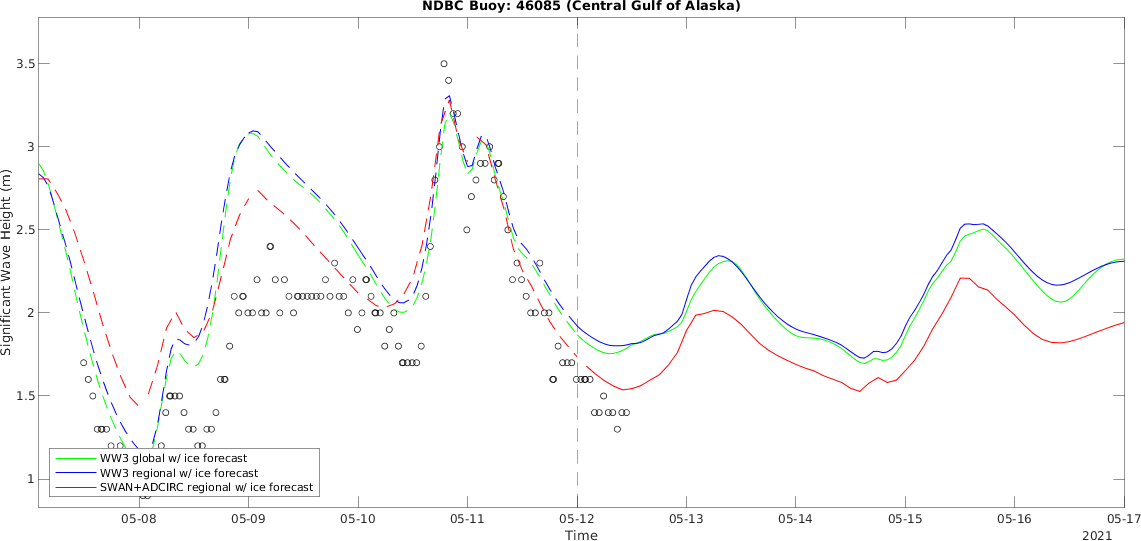 NDBC Buoy: 46085 (Central Gulf of Alaska)
Significant Wave Height (m)
3.5
3
2.5
2
1.5
1
WW3 global w/ ice forecast
WW3 regional w/ ice forecast
SWAN+ADCIRC regional w/ ice forecast
05-08 05-09 05-10 05-11 05-12 05-13 05-14 05-15 05-16 05-17
Time
2021